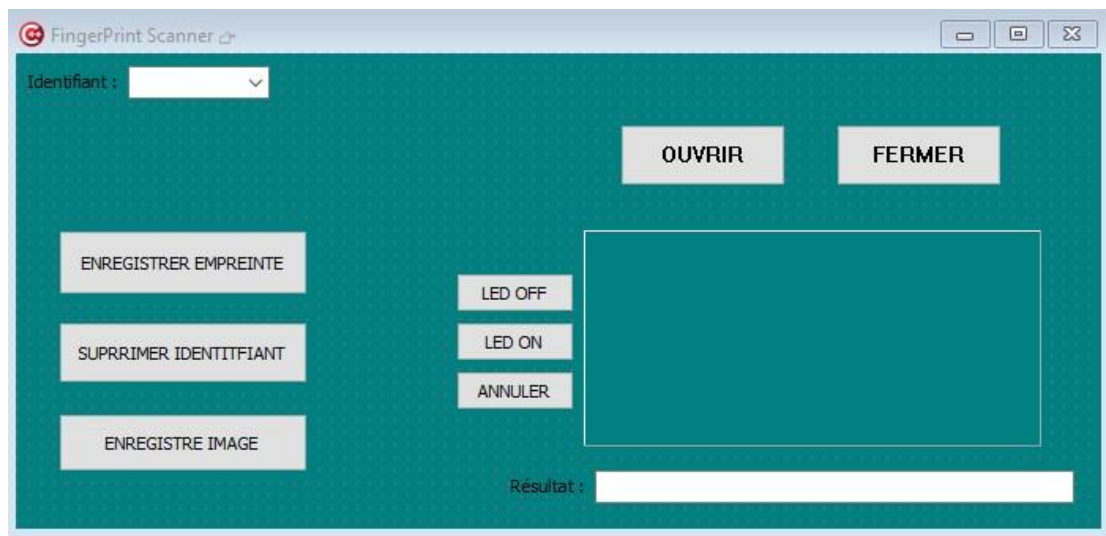 FingerPrint Scanner
Identifiant :
OUVRIR
FERMER
ENREGISTRER EMPREINTE
LED OFF
SUPRRIMER IDENTITFIANT
LED ON
ANNULER
ENREGISTRE IMAGE
Résultat :